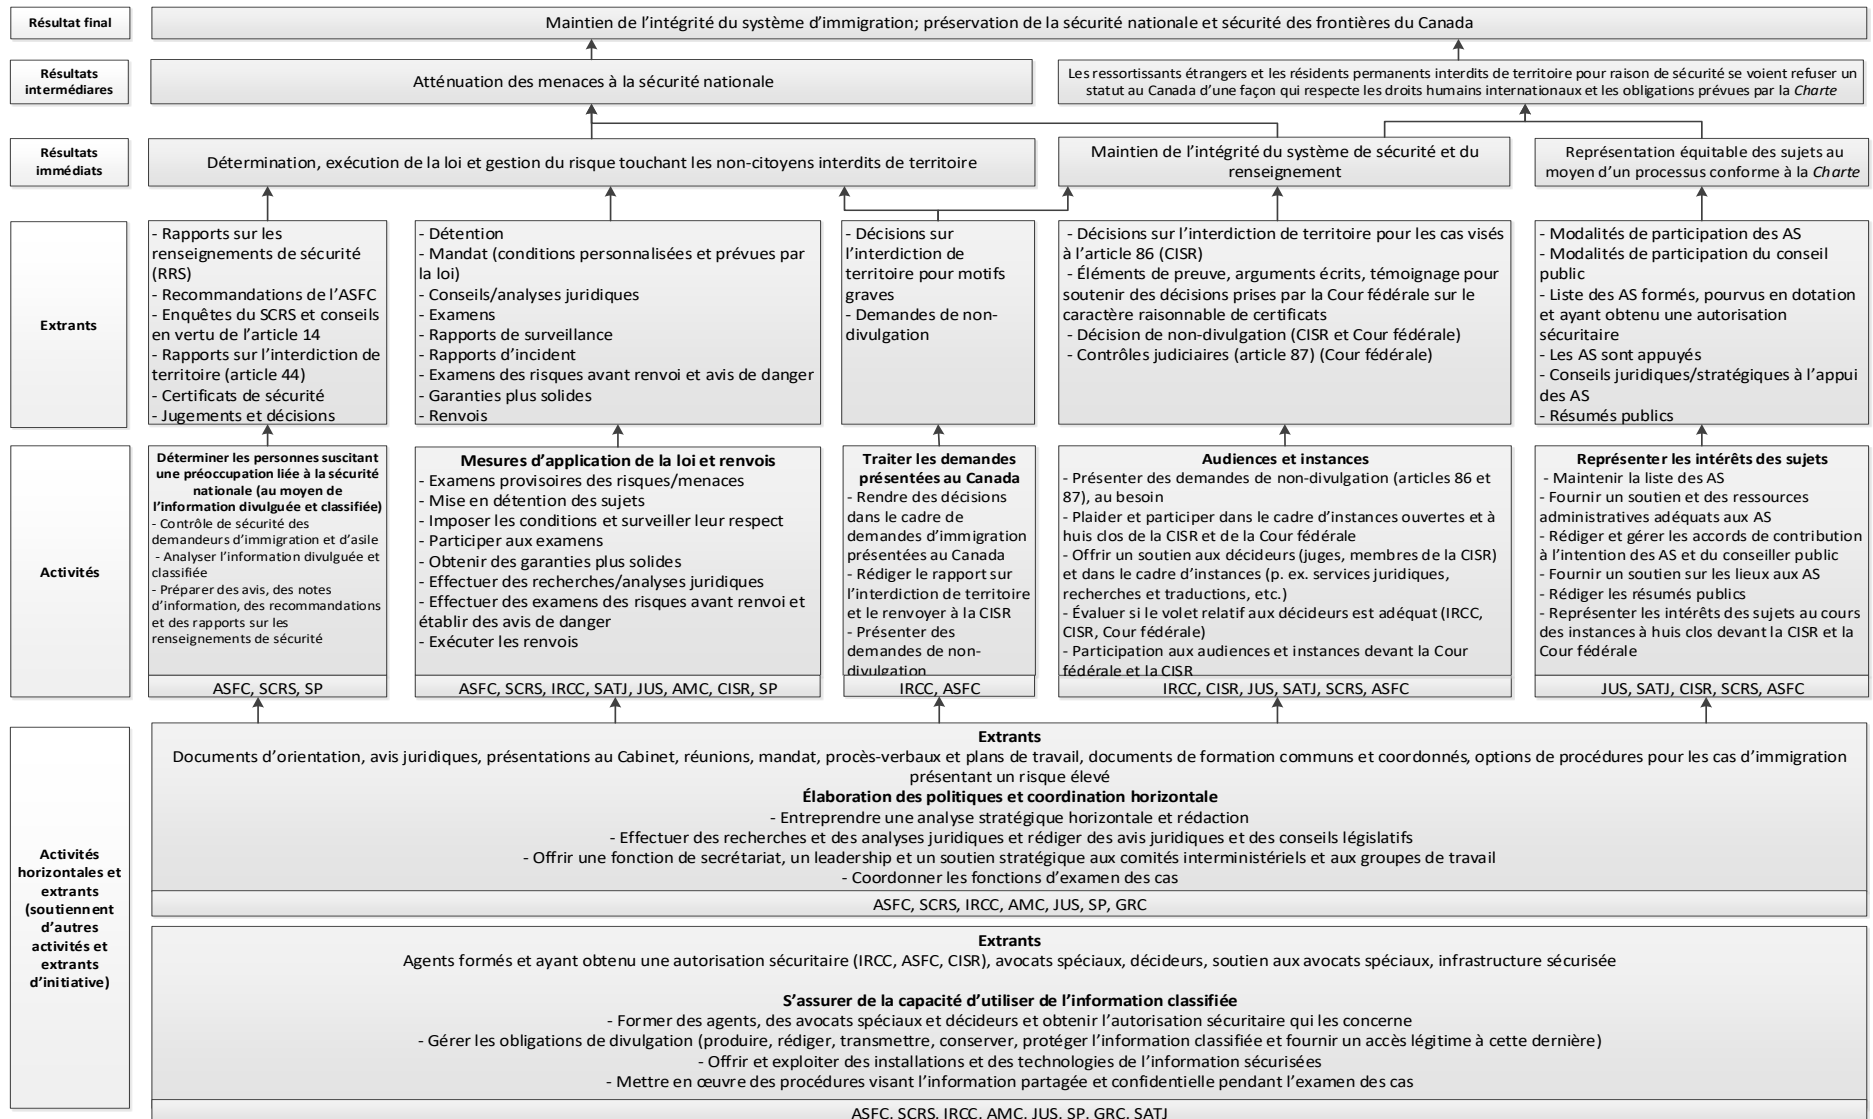 Résultat final
Maintien de l'intégrité du système d'immigration; préservation de la sécurité nationale et sécurité des frontières du Canada
Résultats
intermédiares
Atténuation des menaces à la sécurité nationale
Les ressortissants étrangers et les résidents permanents interdits de territoire pour raison de sécurité se voient refuser un
statut au Canada d'une façon qui respecte les droits humains internationaux et les obligations prévues par la Charte
Résultats
immédiats
Détermination, exécution de la loi et gestion du risque touchant les non-citoyens interdits de territoire
Maintien de l'intégrité du système de sécurité et du
renseignement
Représentation équitable des sujets au
moyen d'un processus conforme à la Charte
Extrants
- Rapports sur les
renseignements de sécurité
(RRS)
- Recommandations de l'ASFC
- Enquêtes du SCRS et conseils
en vertu de l'article 14
- Rapports sur l'interdiction de
territoire (article 44)
- Certificats de sécurité
- Jugements et décisions
- Détention
- Mandat (conditions personnalisées et prévues par
la loi)
- Conseils/analyses juridiques
- Examens
- Rapports de surveillance
- Rapports d'incident
- Examens des risques avant renvoi et avis de danger
- Garanties plus solides
- Renvois
- Décisions sur
l'interdiction de
territoire pour motifs
graves
- Demandes de non-
divulgation
- Décisions sur l'interdiction de territoire pour les cas visés
à l'article 86 (CISR)
- Éléments de preuve, arguments écrits, témoignage pour
soutenir des décisions prises par la Cour fédérale sur le
caractère raisonnable de certificats
- Décision de non-divulgation (CISR et Cour fédérale)
- Contrôles judiciaires (article 87) (Cour fédérale)
- Modalités de participation des AS
- Modalités de participation du conseil
public
- Liste des AS formés, pourvus en dotation
et ayant obtenu une autorisation
sécuritaire
- Les AS sont appuyés
- Conseils juridiques/stratégiques à l'appui
des AS
- Résumés publics
Activités
Déterminer les personnes suscitant
une préoccupation liée à la sécurité
nationale (au moyen de
l'information divulguée et classifiée)
- Contrôle de sécurité des
demandeurs d'immigration et d'asile
- Analyser l'information divulguée et
classifiée
- Préparer des avis, des notes
d'information, des recommandations
et des rapports sur les
renseignements de sécurité
ASFC, SCRS, SP
Mesures d'application de la loi et renvois
- Examens provisoires des risques/menaces
- Mise en détention des sujets
- Imposer les conditions et surveiller leur respect
- Participer aux examens
- Obtenir des garanties plus solides
- Effectuer des recherches/analyses juridiques
- Effectuer des examens des risques avant renvoi et
établir des avis de danger
- Exécuter les renvois
ASFC, SCRS, IRCC, SATJ, JUS, AMC, CISR, SP
Traiter les demandes
présentées au Canada
- Rendre des décisions
dans le cadre de
demandes d'immigration
présentées au Canada
- Rédiger le rapport sur
l'interdiction de territoire
et le renvoyer à la CISR
- Présenter des
demandes de non-
divulgation
IRCC, ASFC
Audiences et instances
- Présenter des demandes de non-divulgation (articles 86 et
87), au besoin
- Plaider et participer dans le cadre d'instances ouvertes et à
huis clos de la CISR et de la Cour fédérale
- Offrir un soutien aux décideurs (juges, membres de la CISR)
et dans le cadre d'instances (p. ex. services juridiques,
recherches et traductions, etc.)
- Évaluer si le volet relatif aux décideurs est adéquat (IRCC,
CISR, Cour fédérale)
- Participation aux audiences et instances devant la Cour
fédérale et la CISR
IRCC, CISR, JUS, SATJ, SCRS, ASFC
Représenter les intérêts des sujets
- Maintenir la liste des AS
- Fournir un soutien et des ressources
administratives adéquats aux AS
- Rédiger et gérer les accords de contribution
à l'intention des AS et du conseiller public
- Fournir un soutien sur les lieux aux AS
- Rédiger les résumés publics
- Représenter les intérêts des sujets au cours
des instances à huis clos devant la CISR et la
Cour fédérale
JUS, SATJ, CISR, SCRS, ASFC
Activités
horizontales et
extrants
(soutiennent
d'autres
activités et
extrants
d'initiative)
Extrants
Documents d'orientation, avis juridiques, présentations au Cabinet, réunions, mandat, procès-verbaux et plans de travail, documents de formation communs et coordonnés, options de procédures pour les cas d'immigration
présentant un risque élevé
Élaboration des politiques et coordination horizontale
- Entreprendre une analyse stratégique horizontale et rédaction
- Effectuer des recherches et des analyses juridiques et rédiger des avis juridiques et des conseils législatifs
- Offrir une fonction de secrétariat, un leadership et un soutien stratégique aux comités interministériels et aux groupes de travail
- Coordonner les fonctions d'examen des cas
ASFC, SCRS, IRCC, AMC, JUS, SP, GRC
Extrants
Agents formés et ayant obtenu une autorisation sécuritaire (IRCC, ASFC, CISR), avocats spéciaux, décideurs, soutien aux avocats spéciaux, infrastructure sécurisée
S'assurer de la capacité d'utiliser de l'information classifiée
- Former des agents, des avocats spéciaux et décideurs et obtenir l'autorisation sécuritaire qui les concerne
- Gérer les obligations de divulgation (produire, rédiger, transmettre, conserver, protéger l'information classifiée et fournir un accès légitime à cette dernière)
- Offrir et exploiter des installations et des technologies de l'information sécurisées
- Mettre en œuvre des procédures visant l'information partagée et confidentielle pendant l'examen des cas
ASFC, SCRS, IRCC, AMC, JUS, SP, GRC, SATJ